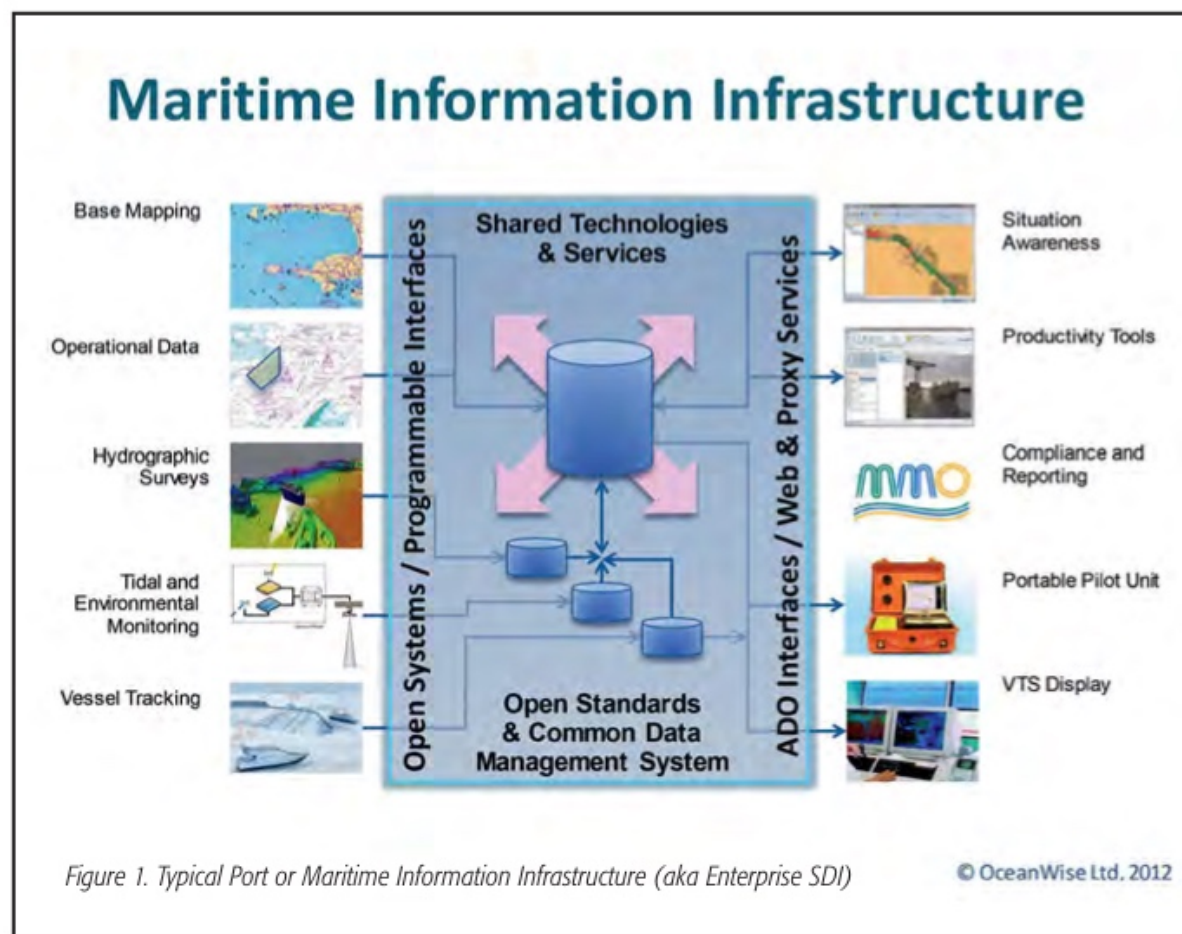 Maritime Information Infrastructure
Base Mapping
Operational Data
Hydrographic
Surveys
Tidal and
Environmental
Monitoring
Vessel Tracking
Open Systems / Programmable Interfaces
Shared Technologies
& Services
Open Standards
& Common Data
Management System
ADO Interfaces / Web & Proxy Services
Situation
Awareness
Productivity Tools
mmo
Compliance and
Reporting
Portable Pilot Unit
VTS Display
Figure 1. Typical Port or Maritime Information Infrastructure (aka Enterprise SDI)
© OceanWise Ltd, 2012